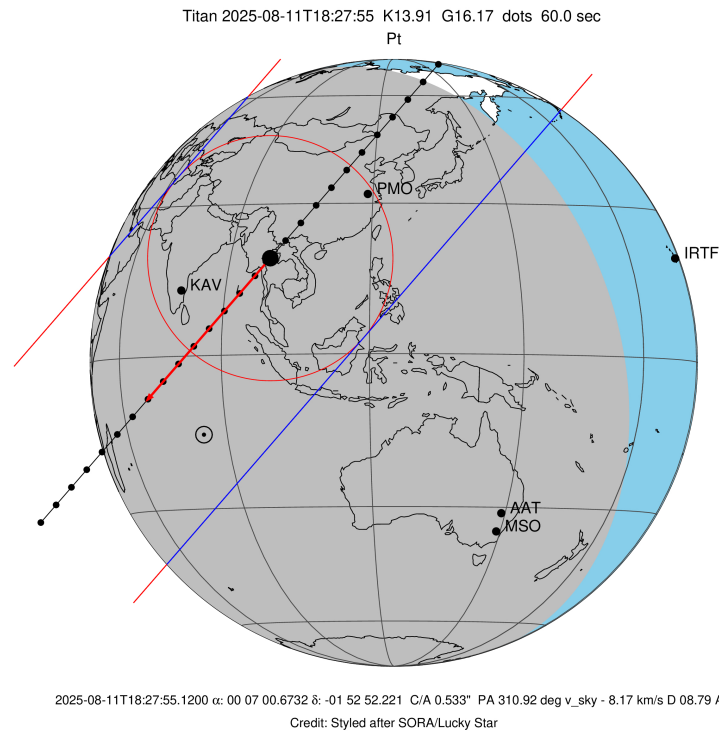 Titan 2025-08-11T18:27:55 K13.91 G16.17 dots 60.0 sec
Pt
PMO
IRTF
KAV
AAT
MSO
2025-08-11T18:27:55.1200 α: 00 07 00.6732 δ: -01 52 52.221 C/A 0.533" PA 310.92 deg v_sky - 8.17 km/s D 08.79 A
Credit: Styled after SORA/Lucky Star